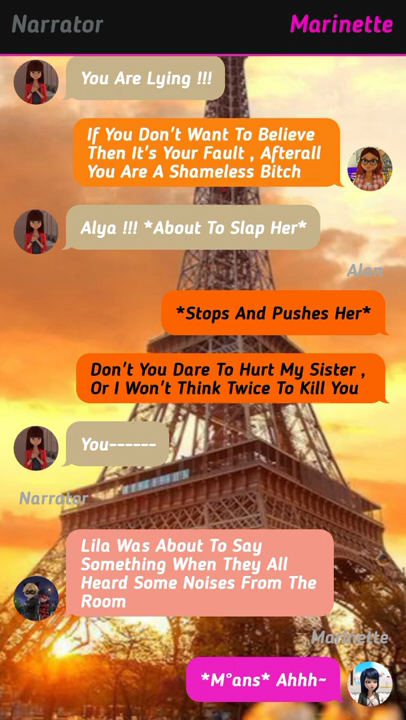 Narrator
Marinette
You Are Lying !!!
If You Don't Want To Believe
Then It's Your Fault , Afterall
You Are A Shameless Bitch
Alya !!! *About To Slap Her*
Alan
*Stops And Pushes Her*
Don't You Dare To Hurt My Sister ,
Or I Won't Think Twice To Kill You
You------
Narrator
Lila Was About To Say
Something When They All
Heard Some Noises From The
Room
Marinette
*M°ans* Ahhh~